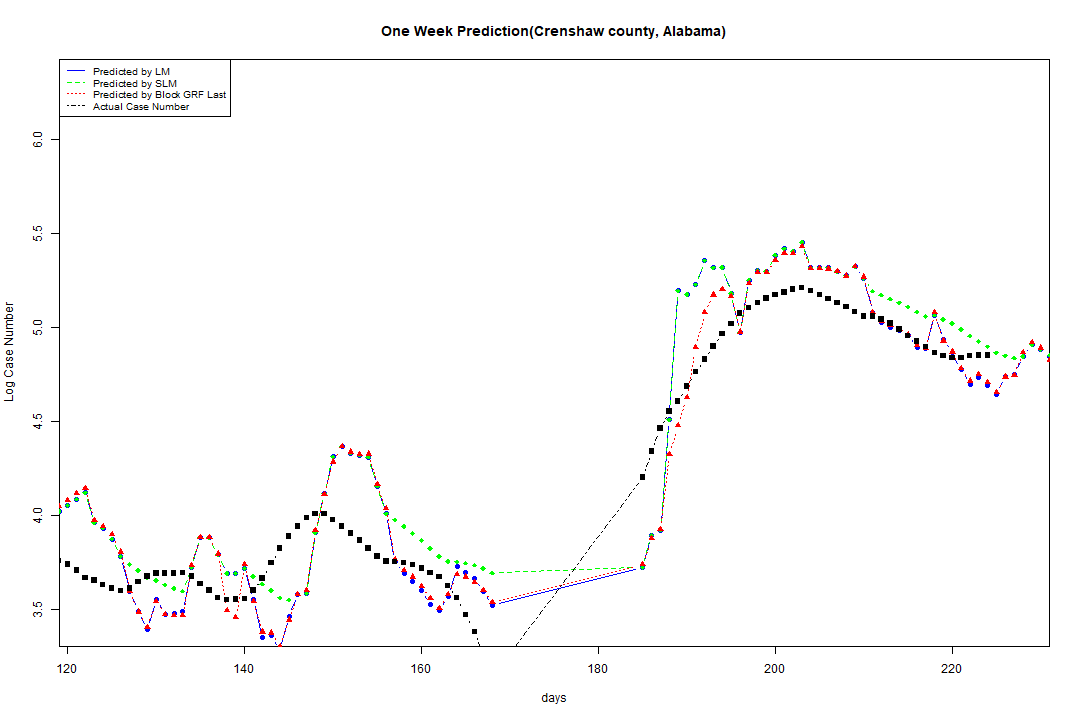 One Week Prediction(Crenshaw county, Alabama)
Predicted by LM
Predicted by SLM
Predicted by Block GRF Last
Actual Case Number
6.0
5.5
5.0
4.5
4.0
3.5
Log Case Number
120 140 160 180 200 220
days